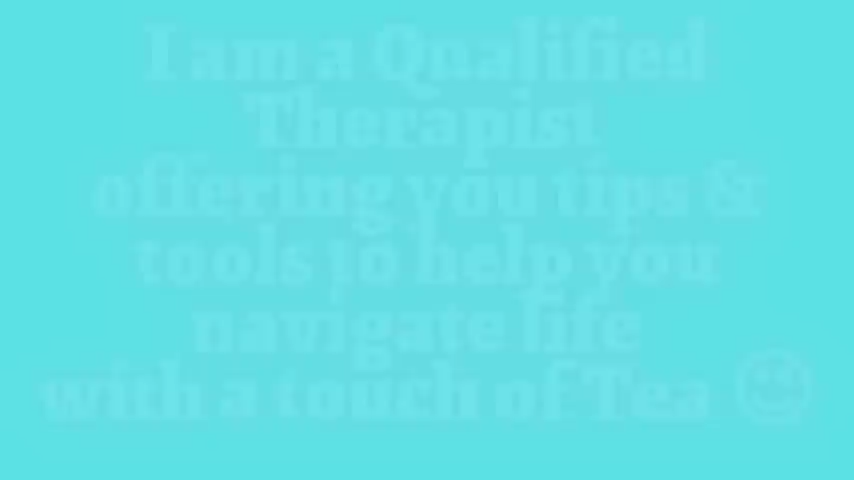 I am a Qualified
Therapist
offering you tips &
tools to help you
navigate life
with a touch of Tea 😊